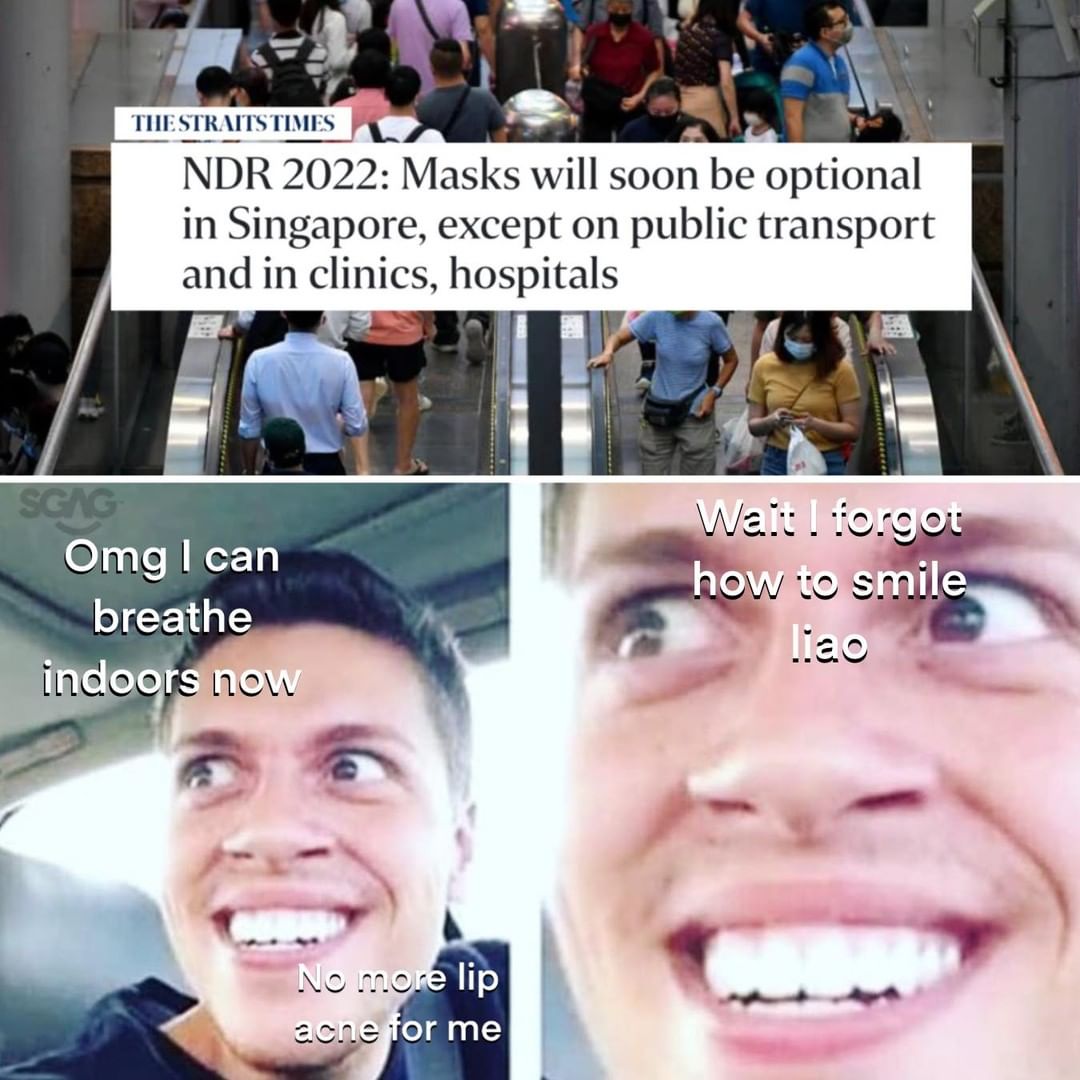 THE STRAITS TIMES
NDR 2022: Masks will soon be optional
in Singapore, except on public transport
and in clinics, hospitals
SGAG
Omg I can
breathe
indoors now
No more lip
acne for me
Wait I forgot
how to smile
liao